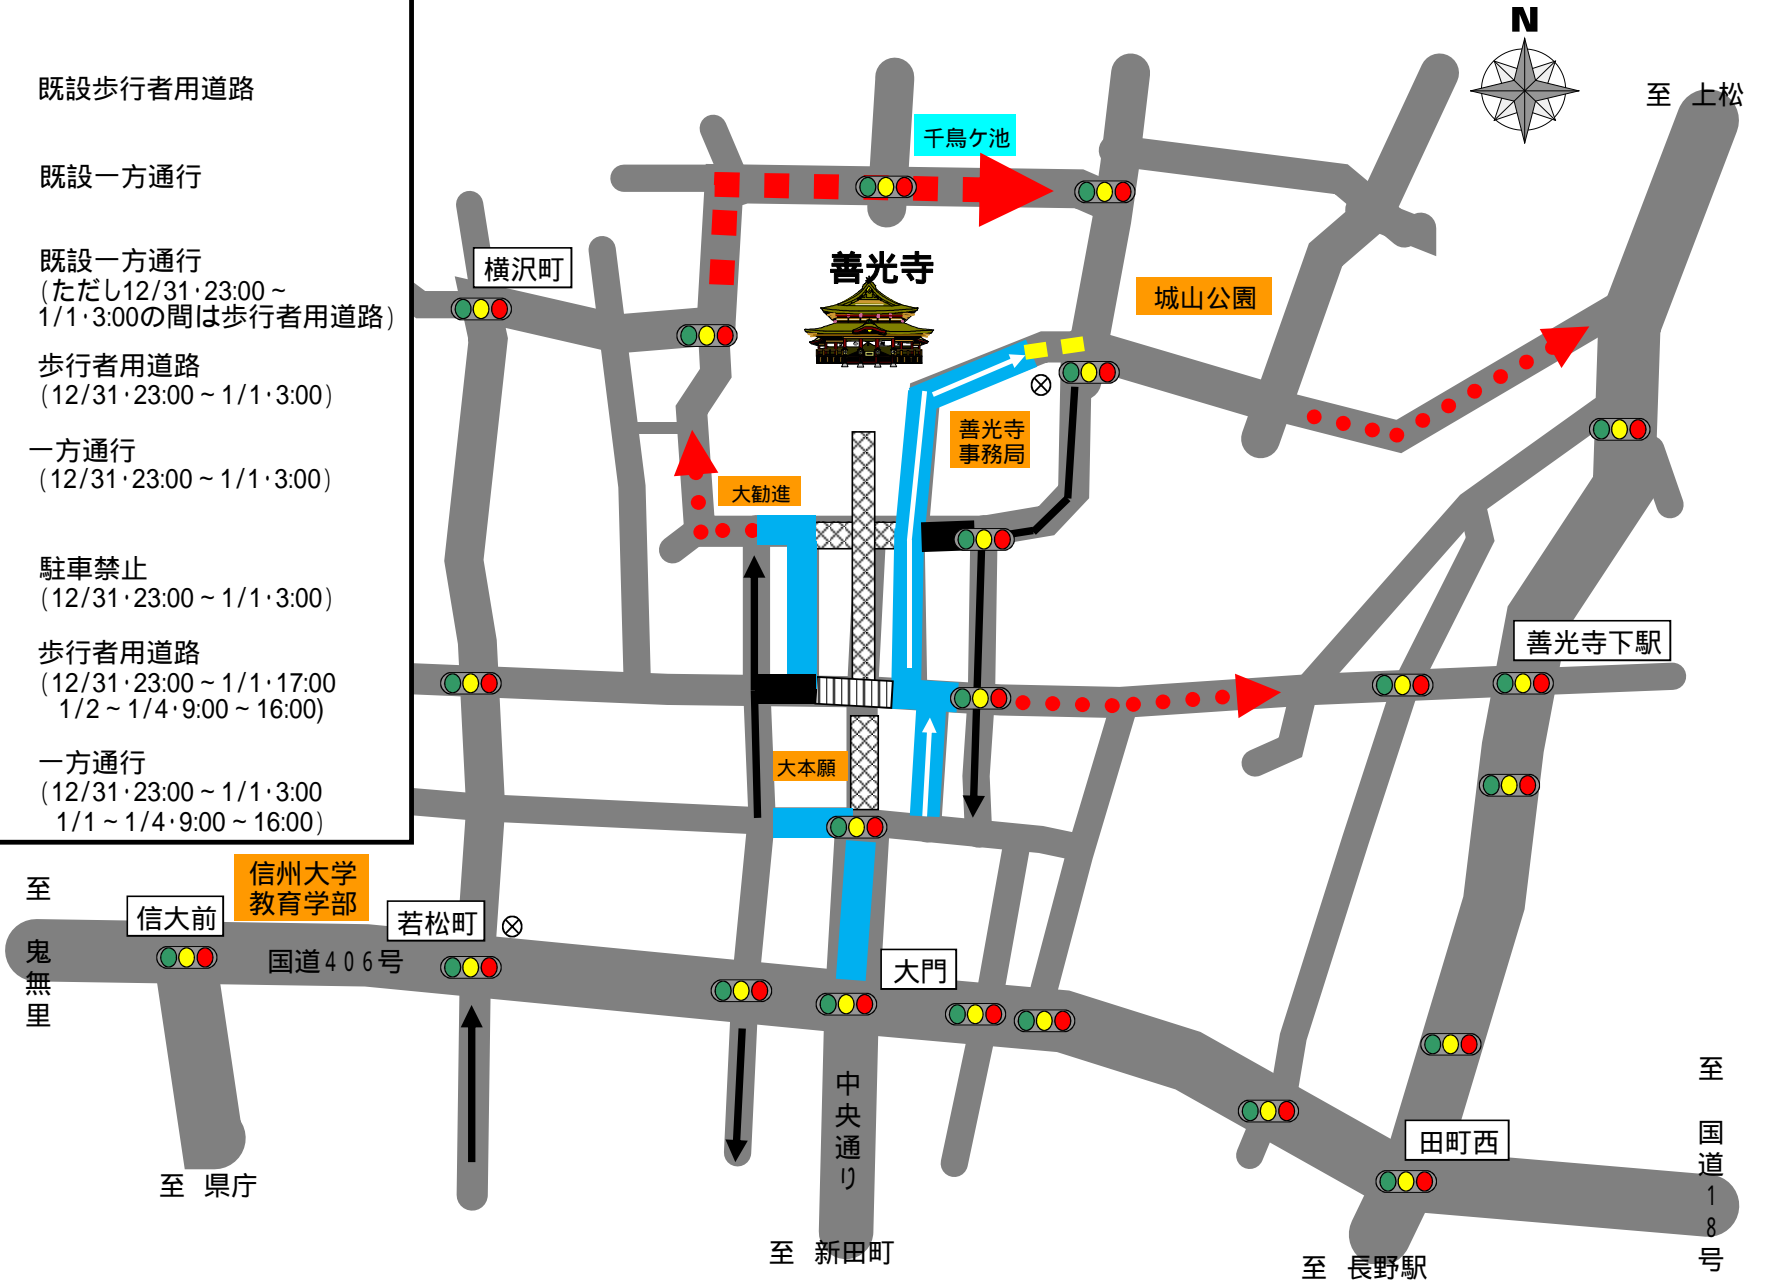 既設歩行者用道路
既設一方通行
既設一方通行
(ただし12/31・23:00～
1/1・3:00の間は歩行者用道路)
歩行者用道路
(12/31・23:00～1/1・3:00)
一方通行
(12/31・23:00～1/1・3:00)
駐車禁止
(12/31・23:00～1/1・3:00)
歩行者用道路
(12/31・23:00～1/1・17:00
1/2～1/4・9:00～16:00)
一方通行
(12/31・23:00～1/1・3:00
1/1～1/4・9:00～16:00)
N
至 上松
千鳥ケ池
善光寺
横沢町
城山公園
善光寺
事務局
大勧進
善光寺下駅
大本願
信州大学
教育学部
至 鬼無里
信大前
若松町
国道406号
大門
中央通り
田町西
至 国道18号
至 県庁
至 新田町
至 長野駅